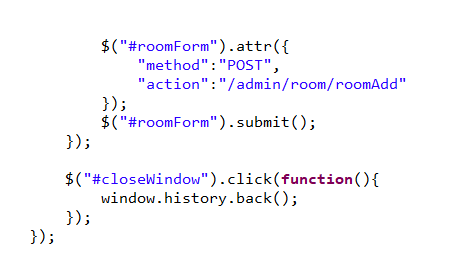 $("#roomForm").attr({
"method":"POST",
"action":"/admin/room/roomAdd"
});
$("#roomForm").submit();
});
$("#closeWindow").click(function(){
window.history.back();
});
});